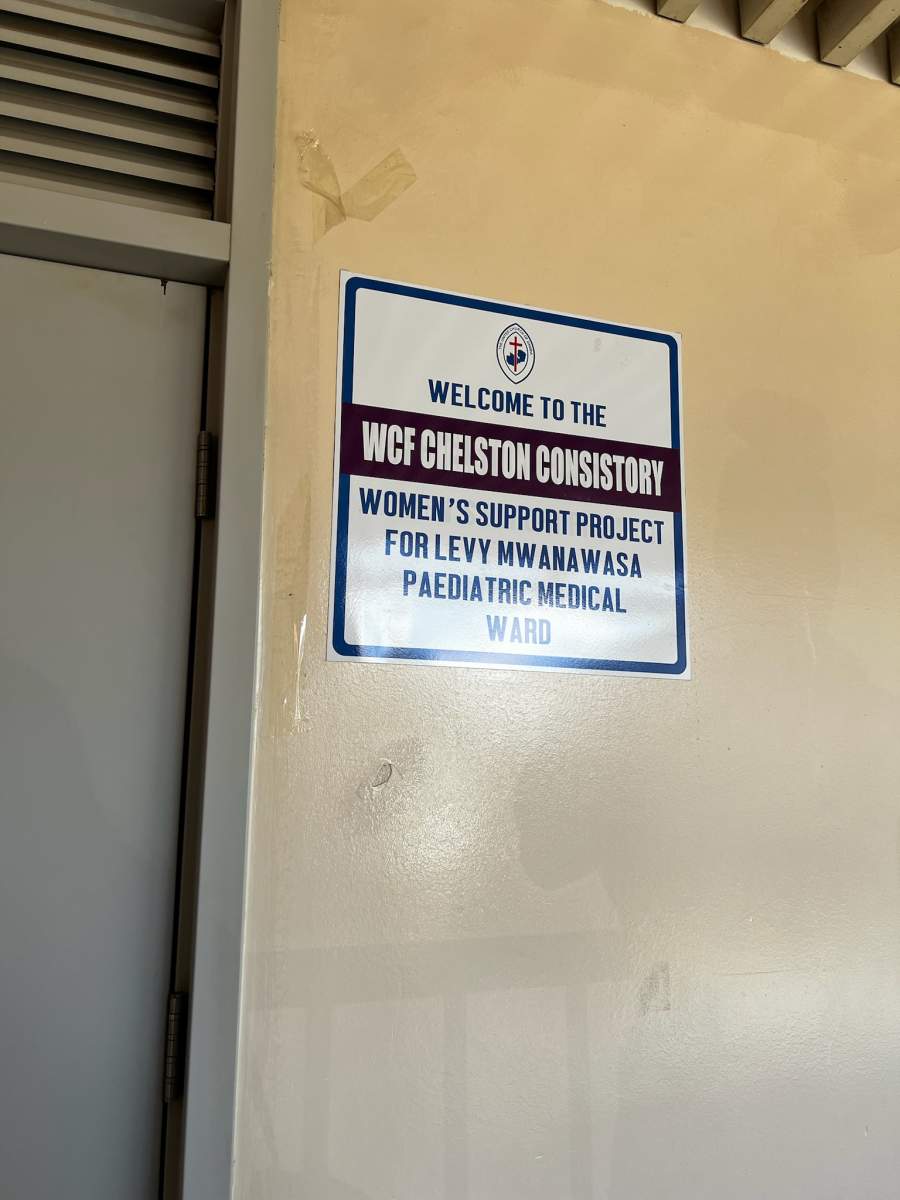 WELCOME TO THE
WCF CHELSTON CONSISTORY
WOMEN'S SUPPORT PROJECT
FOR LEVY MWANAWASA
PAEDIATRIC MEDICAL
WARD